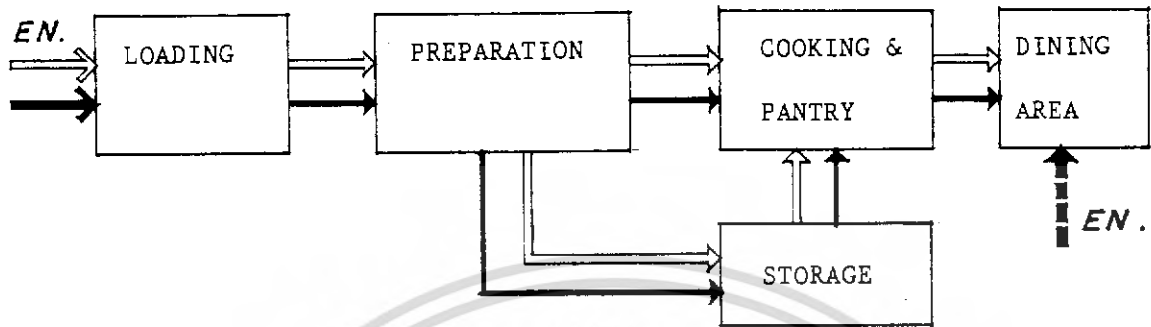 EN.
LOADING
PREPARATION
COOKING &
PANTRY
DINING
AREA
EN.
STORAGE